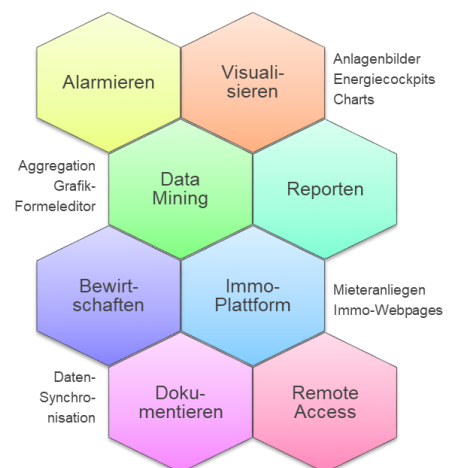 Alarmieren
Visuali-
sieren
Anlagenbilder
Energiecockpits
Charts
Aggregation
Grafik-
Formeleditor
Data
Mining
Reporten
Bewirt-
schaften
Immo-
Plattform
Mieteranliegen
Immo-Webpages
Daten-
Synchro-
nisation
Doku-
mentieren
Remote
Access